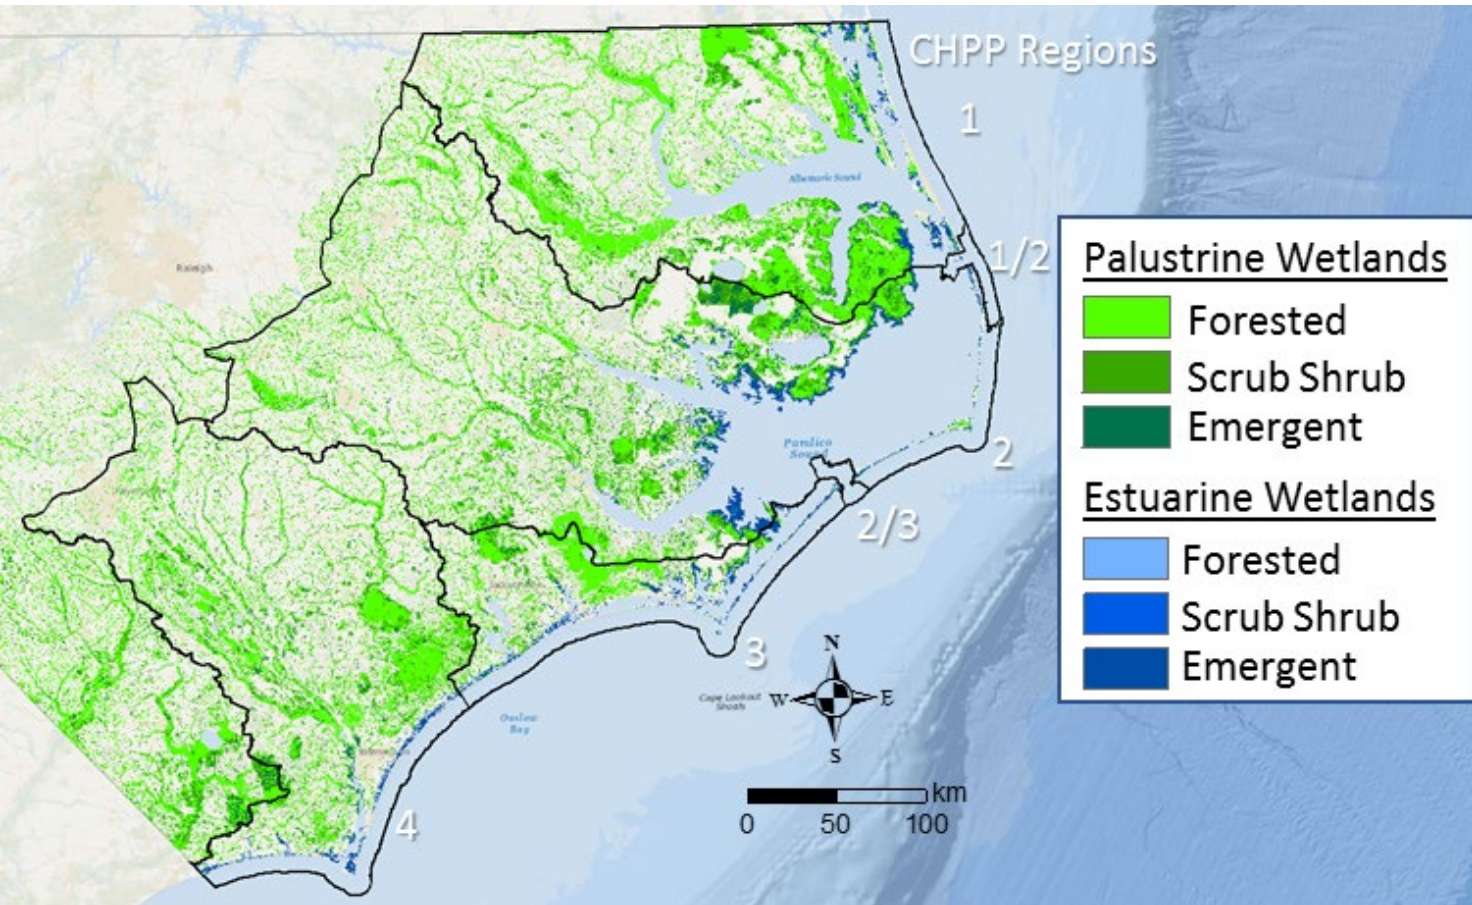 CHPP Regions
1
Albemarle Sound
1/2
Raleigh
Palustrine Wetlands
Forested
Scrub Shrub
Emergent
Pamlico
Sound
2
2/3
Estuarine Wetlands
Forested
Scrub Shrub
Emergent
3
N
W
E
S
Cape Lookout
Shoals
Onslow
Bay
km
0 50 100
4